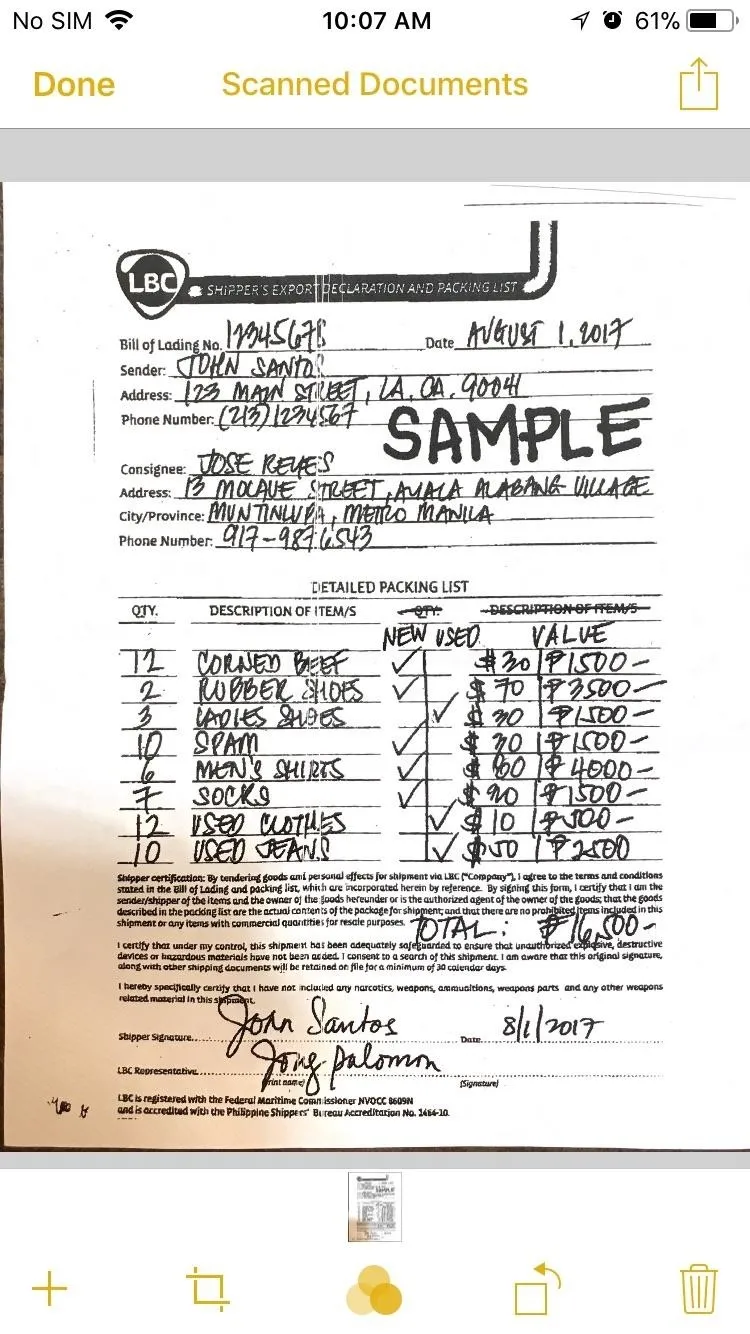 No SIM 10:07 AM 61%
Done Scanned Documents
LBC SHIPPER'S EXPORT DECLARATION AND PACKING LIST
Bill of Lading No. 12345678 Date AUGUST 1, 2017
Sender: JOHN SANTOS
Address: 123 MAIN STREET, LA, CA. 90041
Phone Number: (213) 1234567
SAMPLE
Consignee: JOSE REYES
Address: 13 MOLAVE STREET, AYALA ALABANG VILLAGE
City/Province: MUNTINLUPA, METRO MANILA
Phone Number: 917-987 6543
DETAILED PACKING LIST
QTY. DESCRIPTION OF ITEM/S QTY. DESCRIPTION OF ITEM/S
NEW USED VALUE
12 CORNED BEEF ✓ $30 ₱1500-
2 RUBBER SHOES ✓ $70 ₱3500-
3 LADIES SHOES ✓ $30 ₱1500-
10 SPAM ✓ $30 ₱1500-
6 MEN'S SHIRTS ✓ $80 ₱4000-
7 SOCKS ✓ ₱1500-
12 USED CLOTHES ✓ $10 ₱500-
10 USED JEANS ✓ $50 ₱2500
Shipper certification: By tendering goods and personal effects for shipment via LBC ("Company"), I agree to the terms and conditions
stated in the Bill of Lading and packing list, which are incorporated herein by reference. By signing this form, I certify that I am the
sender/shipper of the items and the owner of the goods hereunder or is the authorized agent of the owner of the goods; that the goods
described in the packing list are the actual contents of the package for shipment; and that there are no prohibited items included in this
shipment or any items with commercial quantities for resale purposes. TOTAL: ₱16,500-
I certify that under my control, this shipment has been adequately safeguarded to ensure that unauthorized explosive, destructive
devices or hazardous materials have not been added. I consent to a search of this shipment. I am aware that this original signature,
along with other shipping documents will be retained on file for a minimum of 30 calendar days.
I hereby specifically certify that I have not included any narcotics, weapons, ammunitions, weapons parts and any other weapons
related material in this shipment.
Shipper Signature John Santos Date 8/1/2017
LBC Representative Jong Palomon
(Print name) (Signature)
LBC is registered with the Federal Maritime Commissioner NVOCC 8609N
and is accredited with the Philippine Shippers' Bureau Accreditation No. 1464-10.